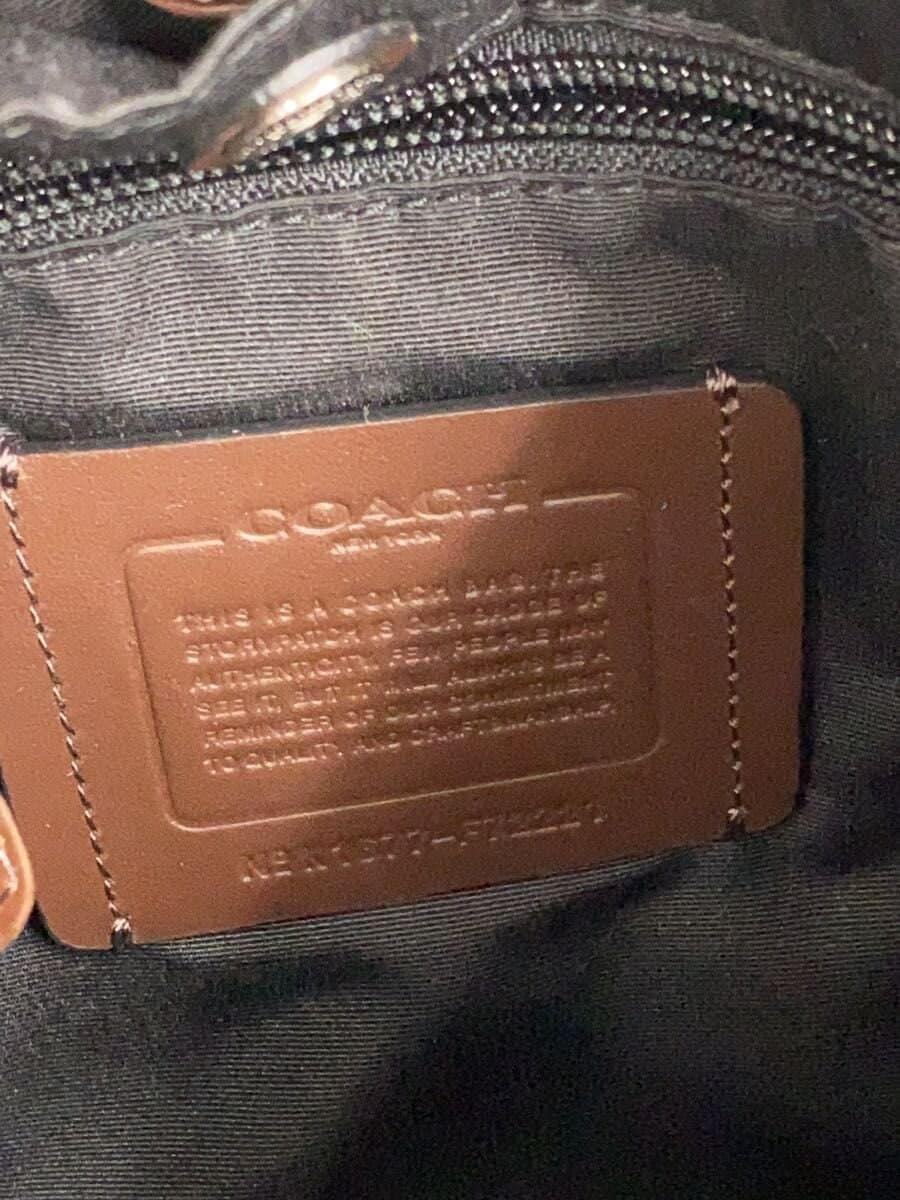 COACH
NEW YORK
THIS IS A COACH BAG. THE
STORYPATCH IS OUR BADGE OF
AUTHENTICITY. FEW PEOPLE MAY
SEE IT, BUT IT WILL ALWAYS BE A
REMINDER OF OUR COMMITMENT
TO QUALITY AND CRAFTSMANSHIP.